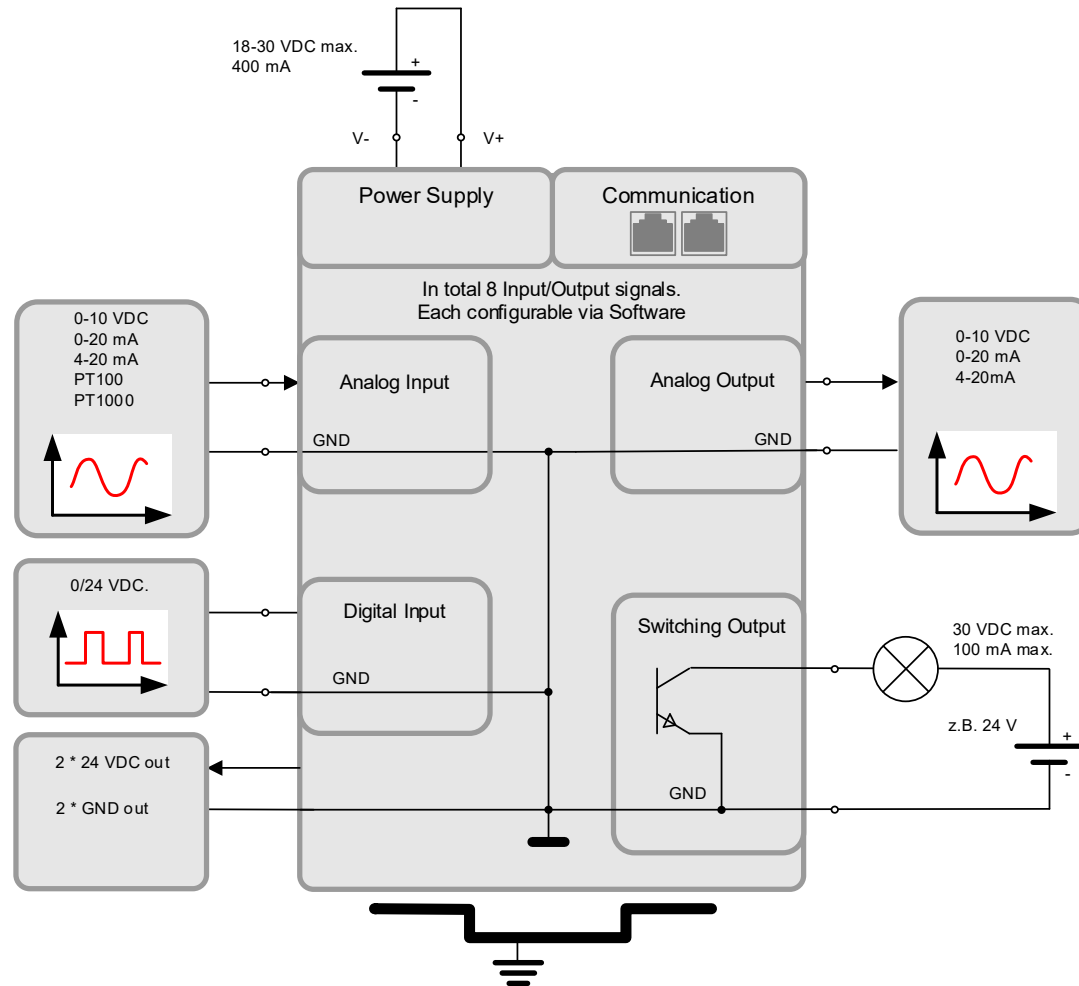 18-30 VDC max.
400 mA
+
-
V-
V+
Power Supply
Communication
In total 8 Input/Output signals.
Each configurable via Software
0-10 VDC
0-20 mA
4-20 mA
PT100
PT1000
Analog Input
GND
Analog Output
GND
0-10 VDC
0-20 mA
4-20mA
0/24 VDC.
Digital Input
GND
Switching Output
GND
30 VDC max.
100 mA max.
z.B. 24 V
+
-
2 * 24 VDC out
2 * GND out